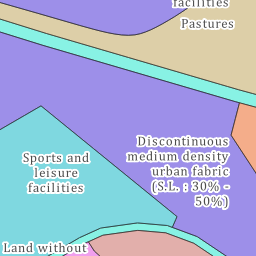 facilities
Pastures
Discontinuous
medium density
urban fabric
(S.L. : 30% -
50%)
Sports and
leisure
facilities
Land without